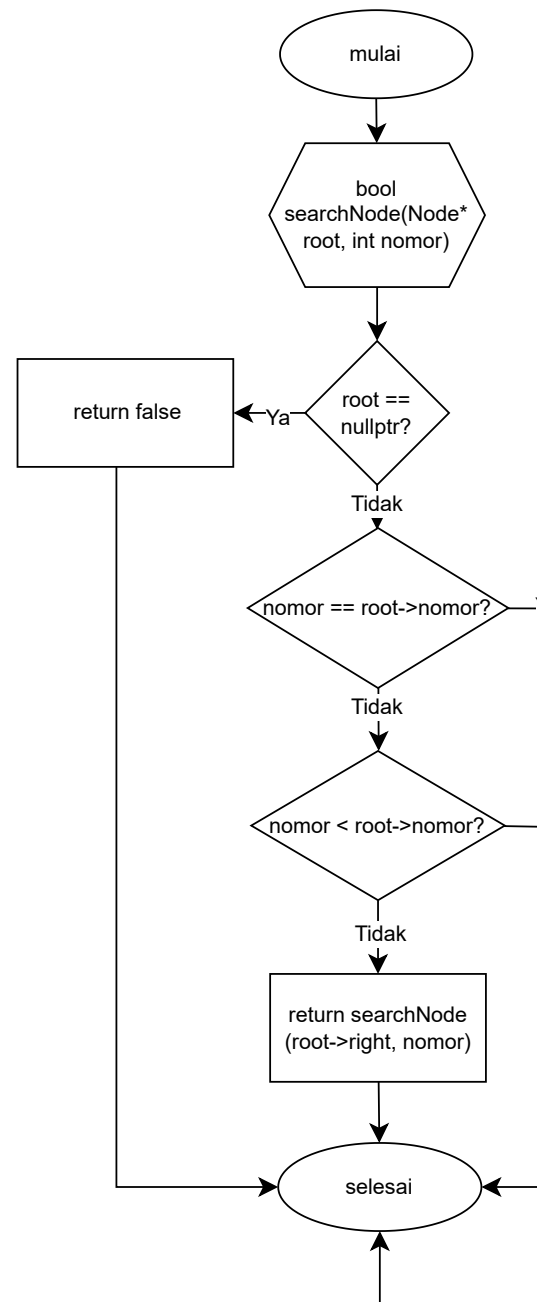 mulai
bool
searchNode(Node*
root, int nomor)
root ==
nullptr?
Ya
return false
Tidak
nomor == root->nomor?
Tidak
nomor < root->nomor?
Tidak
return searchNode
(root->right, nomor)
selesai